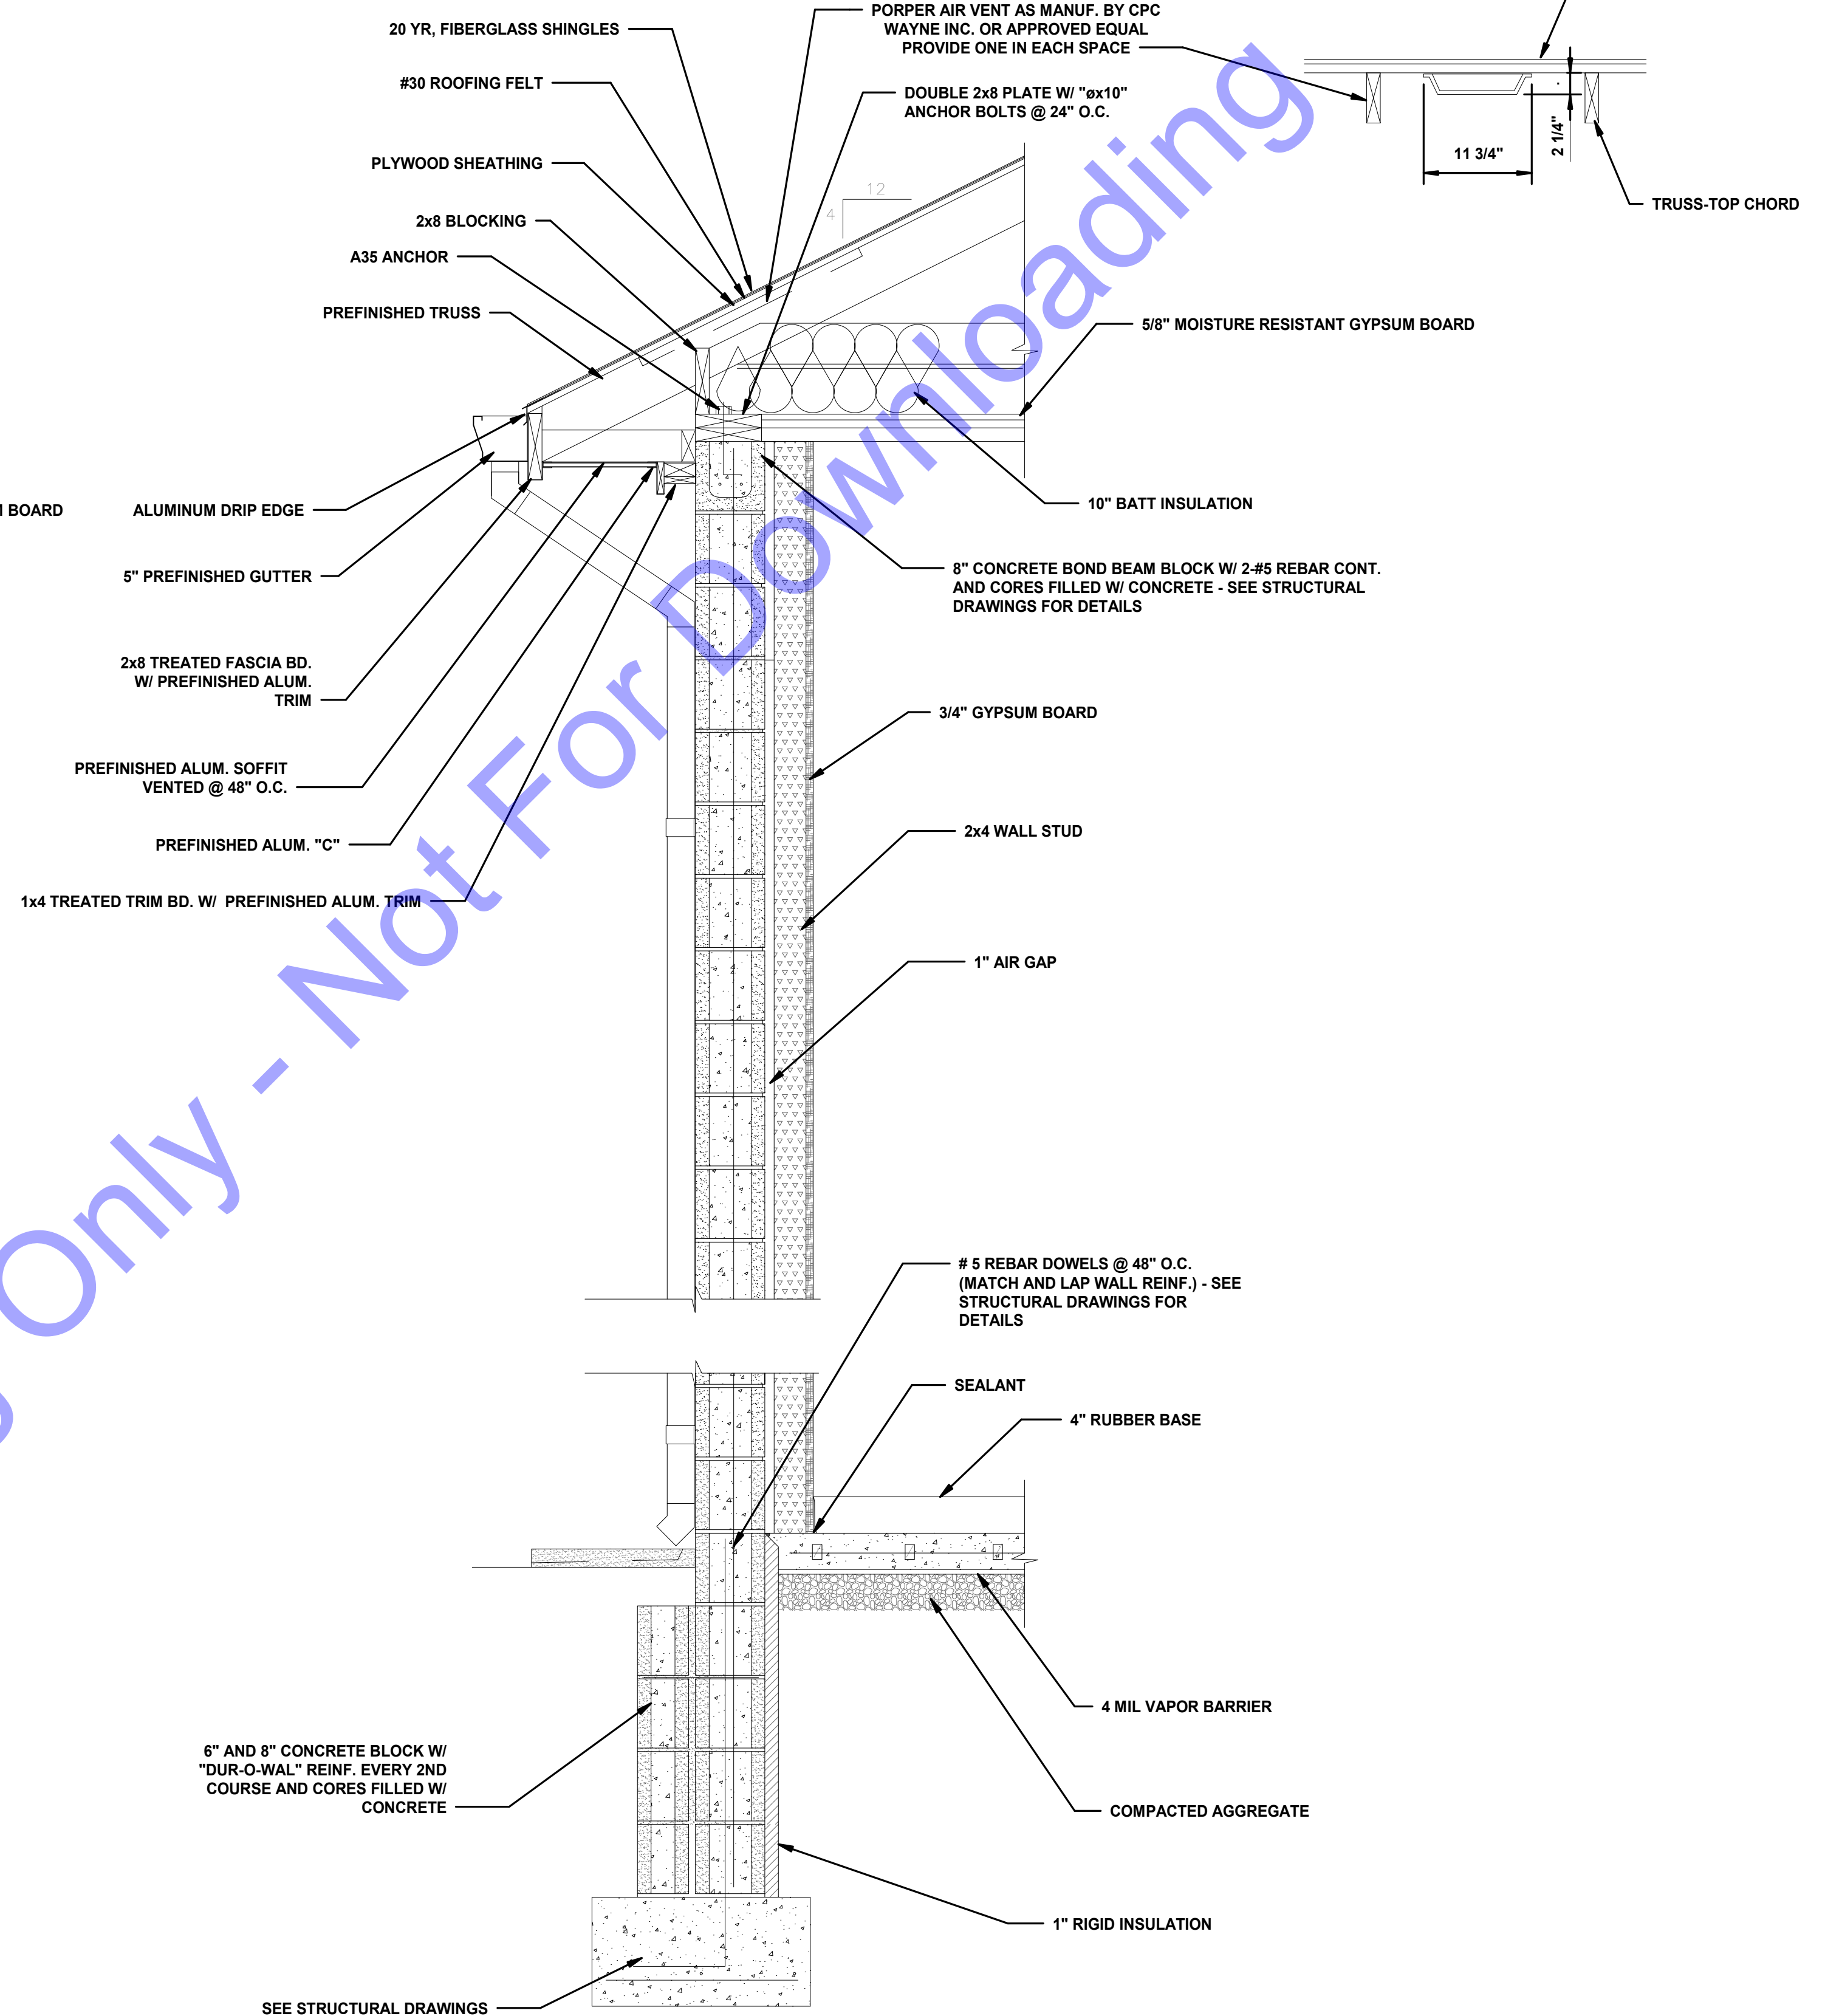 20 YR, FIBERGLASS SHINGLES
#30 ROOFING FELT
PLYWOOD SHEATHING
2x8 BLOCKING
A35 ANCHOR
PREFINISHED TRUSS
PORPER AIR VENT AS MANUF. BY CPC
WAYNE INC. OR APPROVED EQUAL
PROVIDE ONE IN EACH SPACE
DOUBLE 2x8 PLATE W/ "øx10"
ANCHOR BOLTS @ 24" O.C.
11 3/4"
2 1/4"
TRUSS-TOP CHORD
12
4
5/8" MOISTURE RESISTANT GYPSUM BOARD
10" BATT INSULATION
BOARD
ALUMINUM DRIP EDGE
5" PREFINISHED GUTTER
8" CONCRETE BOND BEAM BLOCK W/ 2-#5 REBAR CONT.
AND CORES FILLED W/ CONCRETE - SEE STRUCTURAL
DRAWINGS FOR DETAILS
2x8 TREATED FASCIA BD.
W/ PREFINISHED ALUM.
TRIM
3/4" GYPSUM BOARD
PREFINISHED ALUM. SOFFIT
VENTED @ 48" O.C.
PREFINISHED ALUM. "C"
2x4 WALL STUD
1x4 TREATED TRIM BD. W/ PREFINISHED ALUM. TRIM
1" AIR GAP
# 5 REBAR DOWELS @ 48" O.C.
(MATCH AND LAP WALL REINF.) - SEE
STRUCTURAL DRAWINGS FOR
DETAILS
SEALANT
4" RUBBER BASE
4 MIL VAPOR BARRIER
6" AND 8" CONCRETE BLOCK W/
"DUR-O-WAL" REINF. EVERY 2ND
COURSE AND CORES FILLED W/
CONCRETE
COMPACTED AGGREGATE
1" RIGID INSULATION
SEE STRUCTURAL DRAWINGS
Only - Not For Downloading